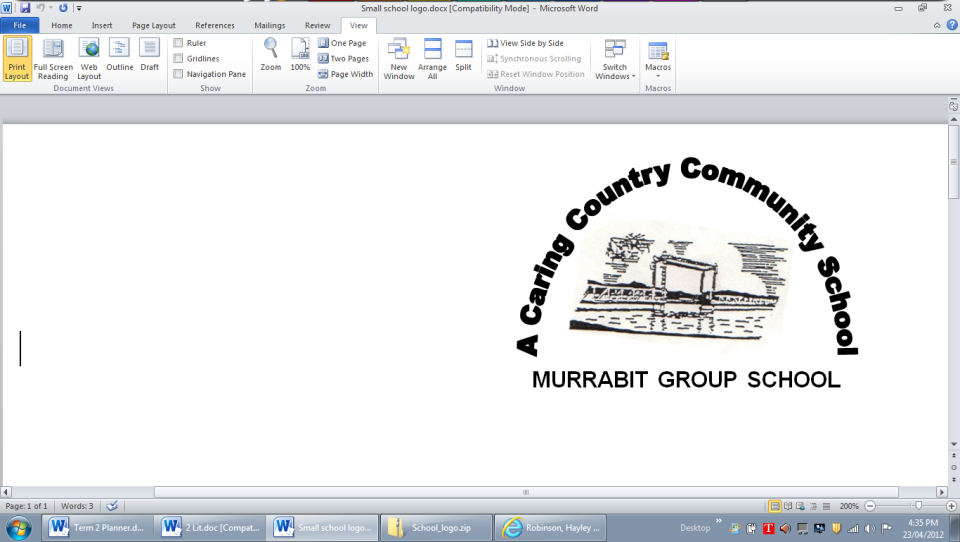 Small school logo.docx [Compatibility Mode] - Microsoft Word
File Home Insert Page Layout References Mailings Review View
Print Layout
Full Screen Reading
Web Layout
Outline
Draft
Document Views
Ruler
Gridlines
Navigation Pane
Show
Zoom
100%
One Page
Two Pages
Page Width
Zoom
New Window
Arrange All
Split
View Side by Side
Synchronous Scrolling
Reset Window Position
Window
Switch Windows
Macros
Macros
A Caring Country Community School
MURRABIT GROUP SCHOOL
Page: 1 of 1 Words: 3 200%
Term 2 Planner.d... 2 Lit.doc [Compat... Small school logo... School_logo.zip Robinson, Hayley ... Desktop 4:35 PM
23/04/2012